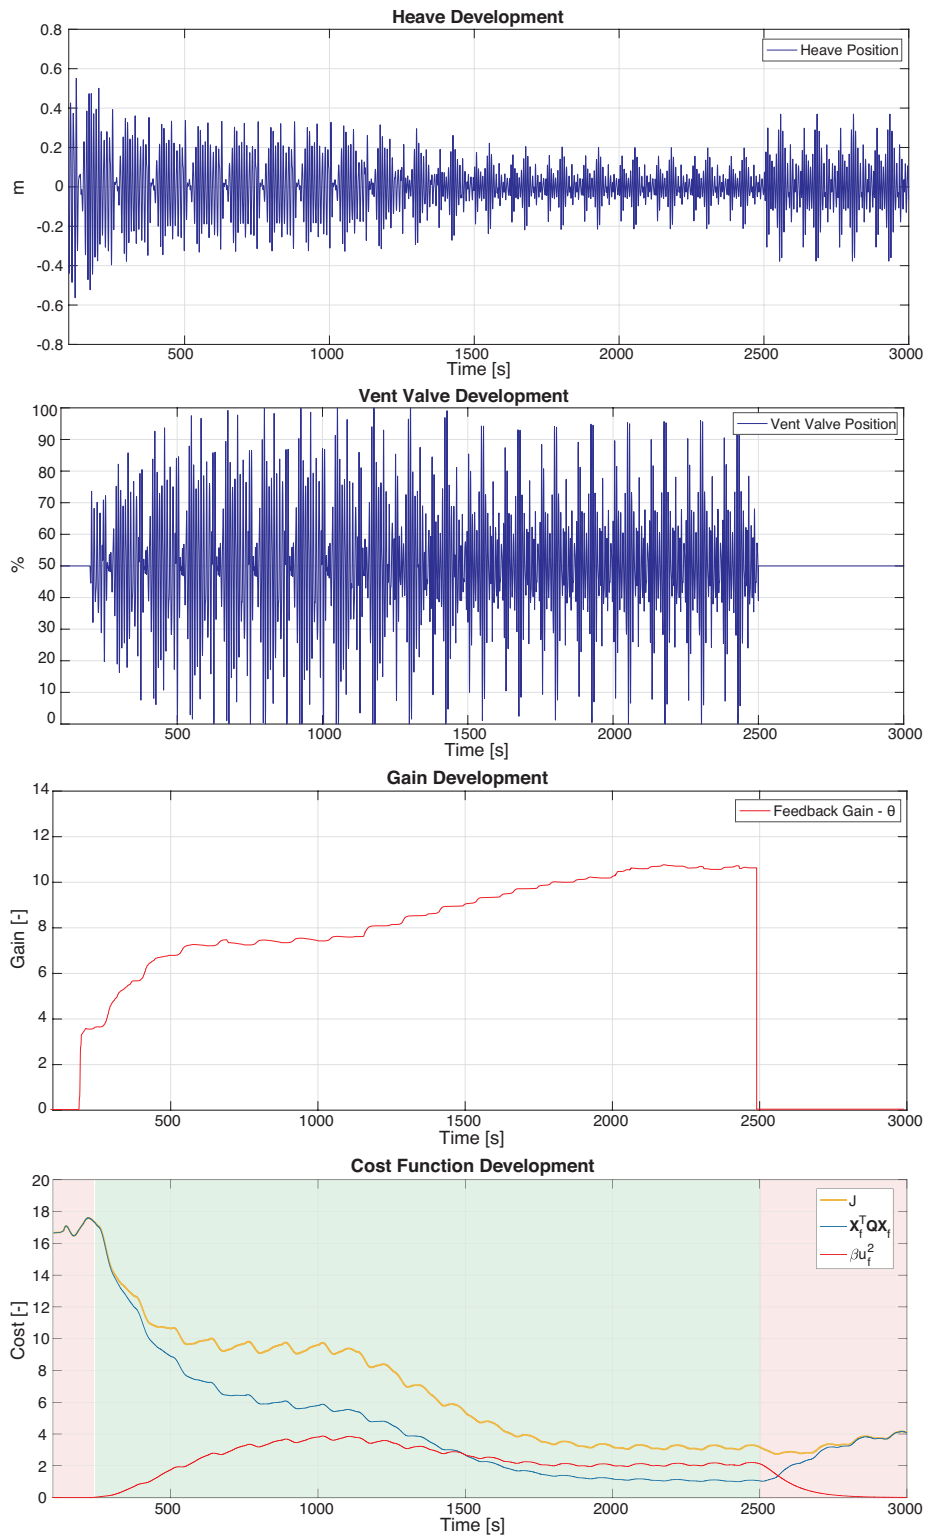 Heave Development
0.8
0.6
0.4
0.2
0
-0.2
-0.4
-0.6
-0.8
m
Heave Position
500 1000 1500 2000 2500 3000
Time [s]
Vent Valve Development
100
90
80
70
60
50
40
30
20
10
0
%
Vent Valve Position
500 1000 1500 2000 2500 3000
Time [s]
Gain Development
14
12
10
8
6
4
2
0
Gain [-]
Feedback Gain - θ
500 1000 1500 2000 2500 3000
Time [s]
Cost Function Development
20
18
16
14
12
10
8
6
4
2
0
Cost [-]
J
X_f^T QX_f
βu_f^2
500 1000 1500 2000 2500 3000
Time [s]